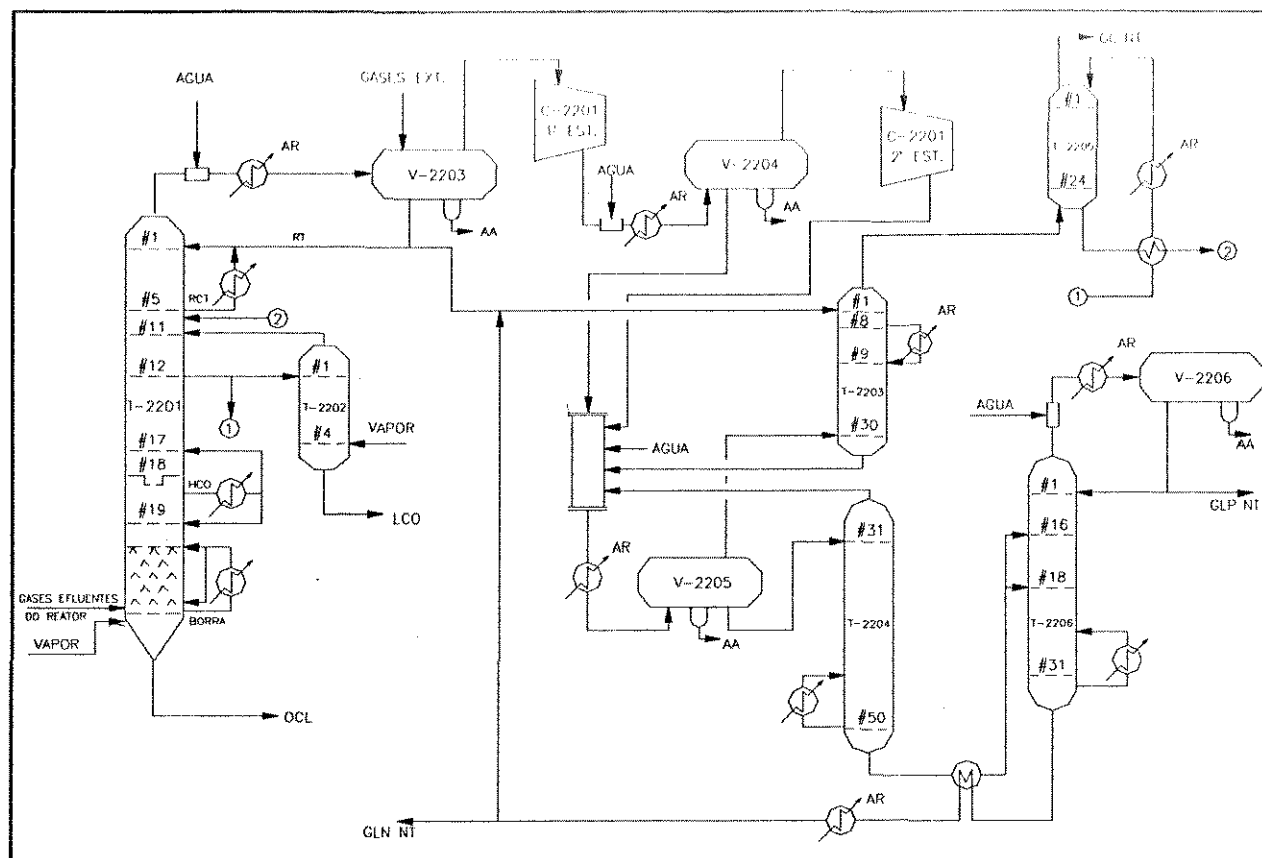 AGUA
GASES EXT.
C-2201
1º EST.
AR
V-2203
AA
AGUA
AR
V-2204
AA
C-2201
2º EST.
#1
T-2205
#24
AR
②
①
#1
RT
#5
RCT
②
#11
#12
T-2201
①
#17
#18
HCO
#19
GASES EFLUENTES
DO REATOR
VAPOR
BORRA
OCL
#1
T-2202
#4
VAPOR
LCO
AGUA
AR
V-2205
AA
#1
#8
#9
AR
T-2203
#30
#31
T-2204
#50
AGUA
AR
V-2206
AA
#1
GLP NT
#16
#18
T-2206
#31
M
AR
GLN NT